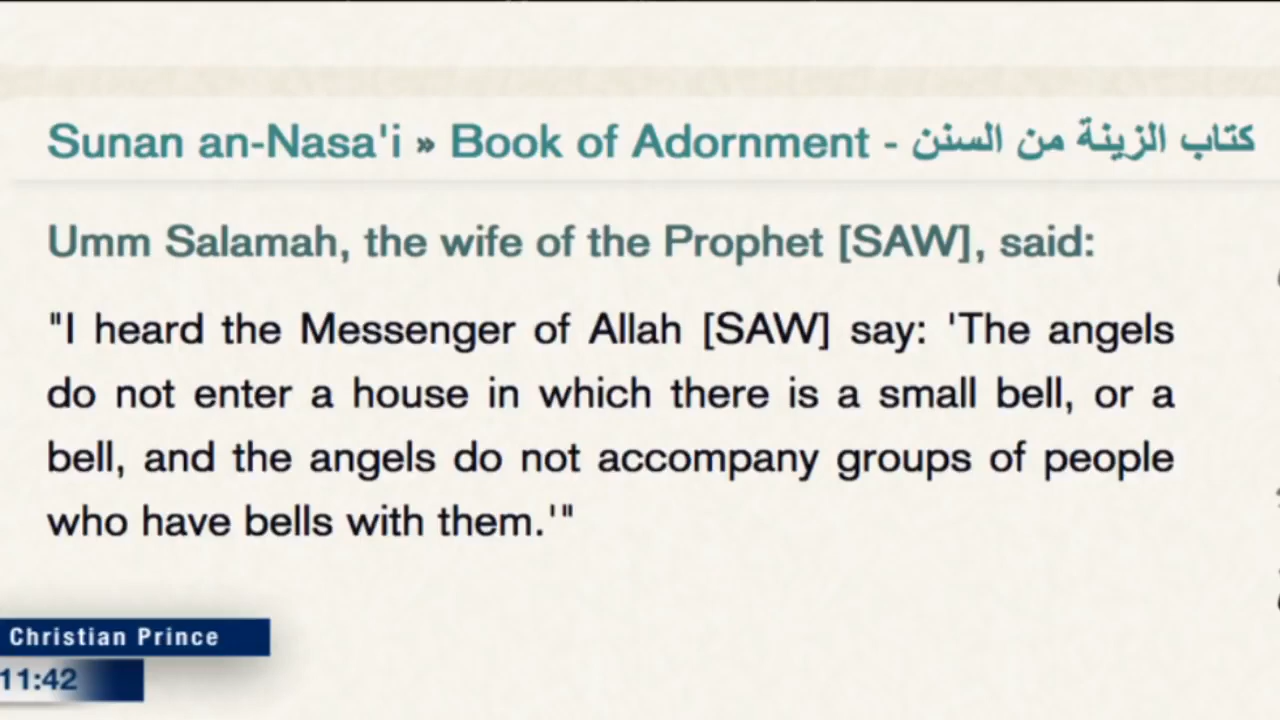 Sunan an-Nasa'i » Book of Adornment - كتاب الزينة من السنن
Umm Salamah, the wife of the Prophet [SAW], said:
"I heard the Messenger of Allah [SAW] say: 'The angels
do not enter a house in which there is a small bell, or a
bell, and the angels do not accompany groups of people
who have bells with them.'"
Christian Prince
11:42